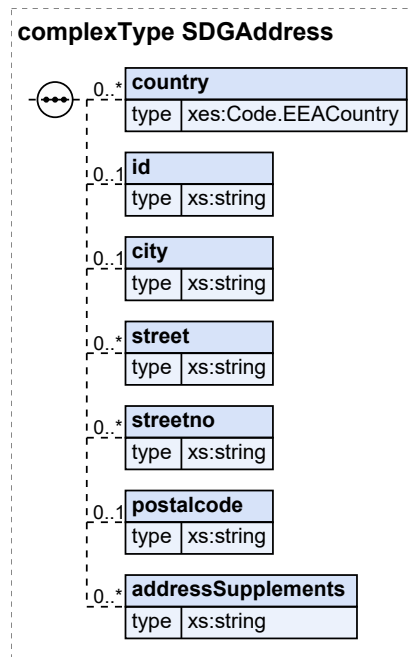 complexType SDGAddress
0..* country
type xes:Code.EEACountry
0..1 id
type xs:string
0..1 city
type xs:string
0..* street
type xs:string
0..* streetno
type xs:string
0..1 postalcode
type xs:string
0..* addressSupplements
type xs:string